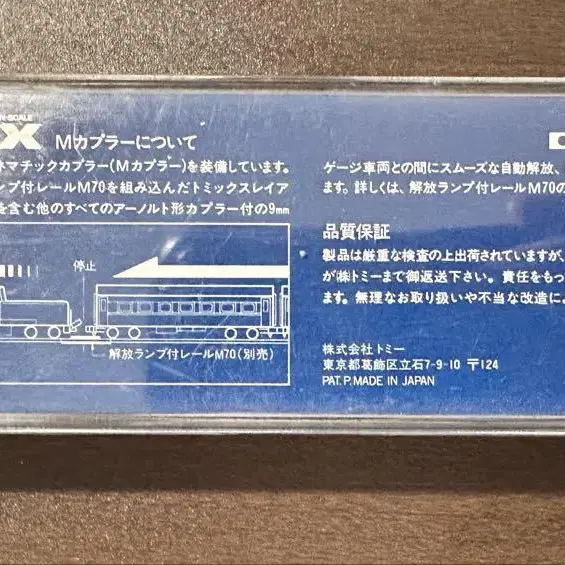 N-SCALE
X Mカプラーについて
ネマチックカプラー(Mカプラー)を装備しています。
ンプ付レールM70を組み込んだトミックスレイア
を含む他のすべてのアーノルト形カプラー付の9mm
停止
解放ランプ付レールM70(別売)
ゲージ車両との間にスムーズな自動解放、
ます。詳しくは、解放ランプ付レールM70の
品質保証
製品は厳重な検査の上出荷されていますが、
が㈱トミーまで御返送下さい。責任をもっ
ます。無理なお取り扱いや不当な改造によ
株式会社トミー
東京都葛飾区立石7-9-10 〒124
PAT. P. MADE IN JAPAN